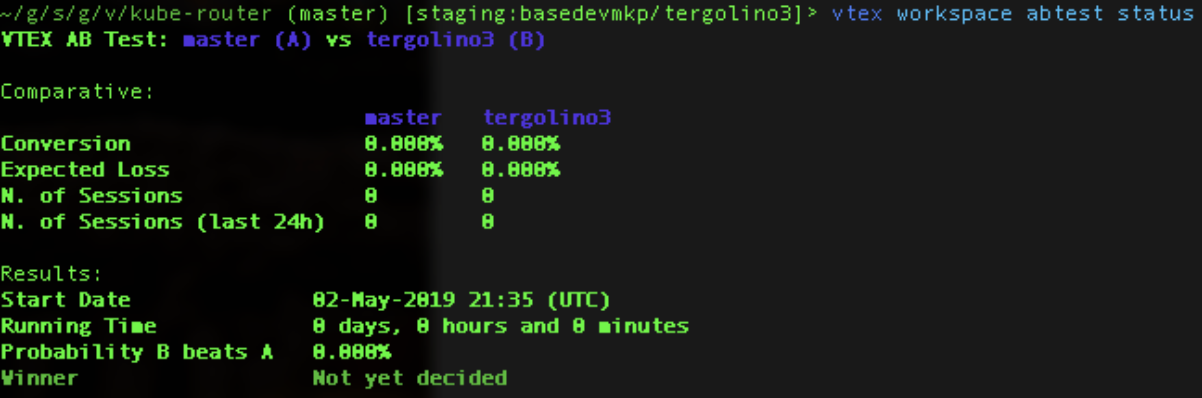 ~/g/s/g/v/kube-router (master) [staging:basedevmkp/tergolino3]> vtex workspace abtest status
VTEX AB Test: master (A) vs tergolino3 (B)
Comparative:
master tergolino3
Conversion 0.000% 0.000%
Expected Loss 0.000% 0.000%
N. of Sessions 0 0
N. of Sessions (last 24h) 0 0
Results:
Start Date 02-May-2019 21:35 (UTC)
Running Time 0 days, 0 hours and 0 minutes
Probability B beats A 0.000%
Winner Not yet decided